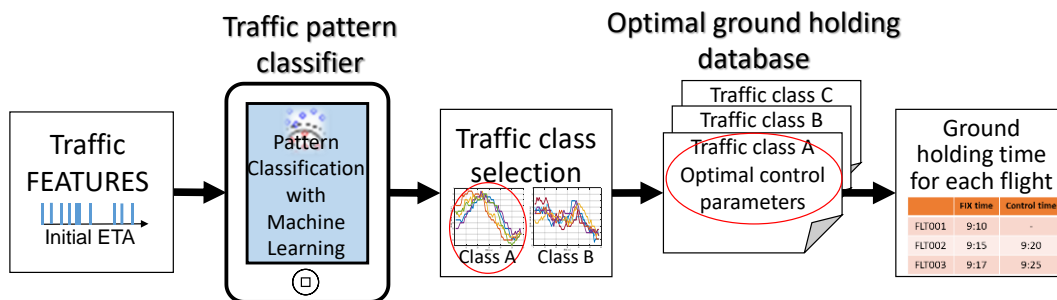 Traffic pattern
classifier
Optimal ground holding
database
Traffic
FEATURES
Initial ETA
Pattern
Classification
with
Machine
Learning
Traffic class
selection
Class A
Class B
Traffic class C
Traffic class B
Traffic class A
Optimal control
parameters
Ground
holding time
for each flight
FIX time Control time
FLT001 9:10 -
FLT002 9:15 9:20
FLT003 9:17 9:25